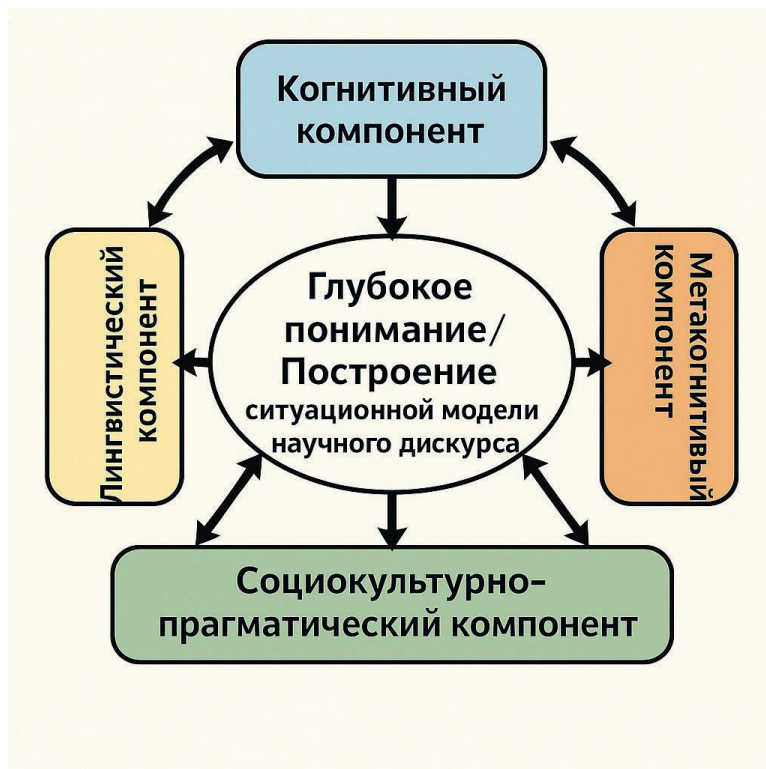 Когнитивный
компонент
Лингвистический
компонент
Глубокое
понимание/
Построение
ситуационной модели
научного дискурса
Метакогнитивый
компонент
Социокультурно-
прагматический компонент